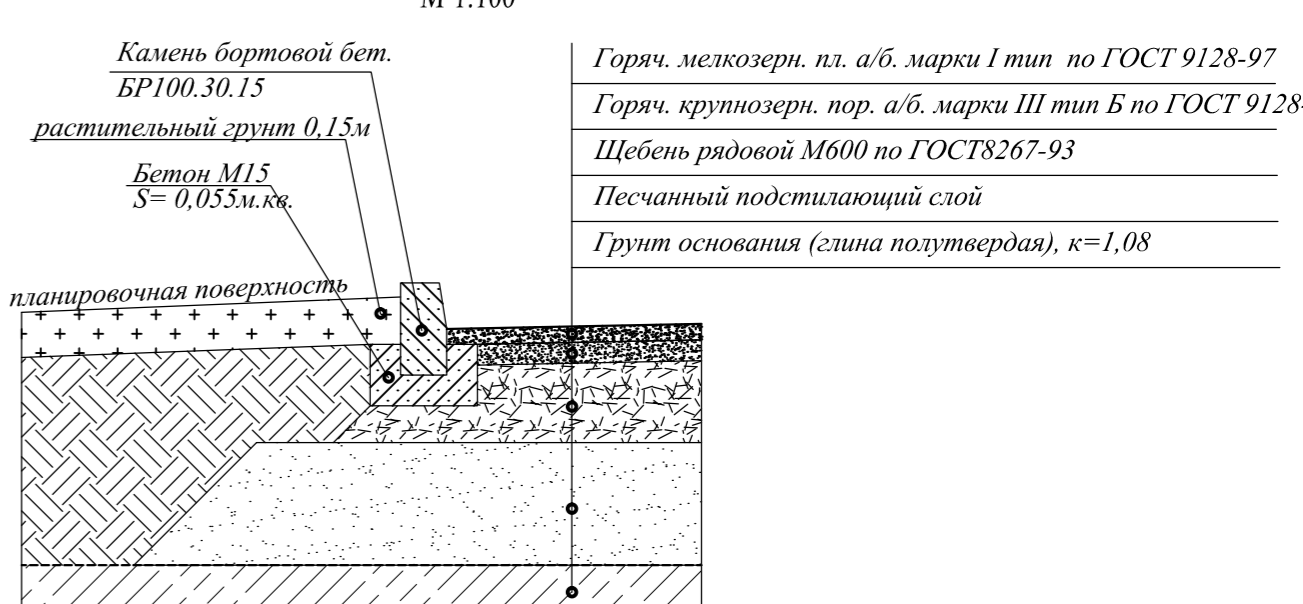 М 1:100
Камень бортовой бет.
БР100.30.15
растительный грунт 0,15м
Бетон М15
S= 0,055м.кв.
планировочная поверхность
Горяч. мелкозерн. пл. а/б. марки I тип по ГОСТ 9128-97
Горяч. крупнозерн. пор. а/б. марки III тип Б по ГОСТ 9128-
Щебень рядовой М600 по ГОСТ8267-93
Песчанный подстилающий слой
Грунт основания (глина полутвердая), к=1,08